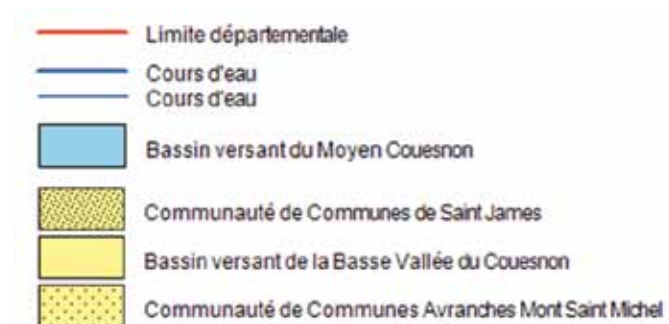 Limite départementale
Cours d'eau
Cours d'eau
Bassin versant du Moyen Couesnon
Communauté de Communes de Saint James
Bassin versant de la Basse Vallée du Couesnon
Communauté de Communes Avranches Mont Saint Michel